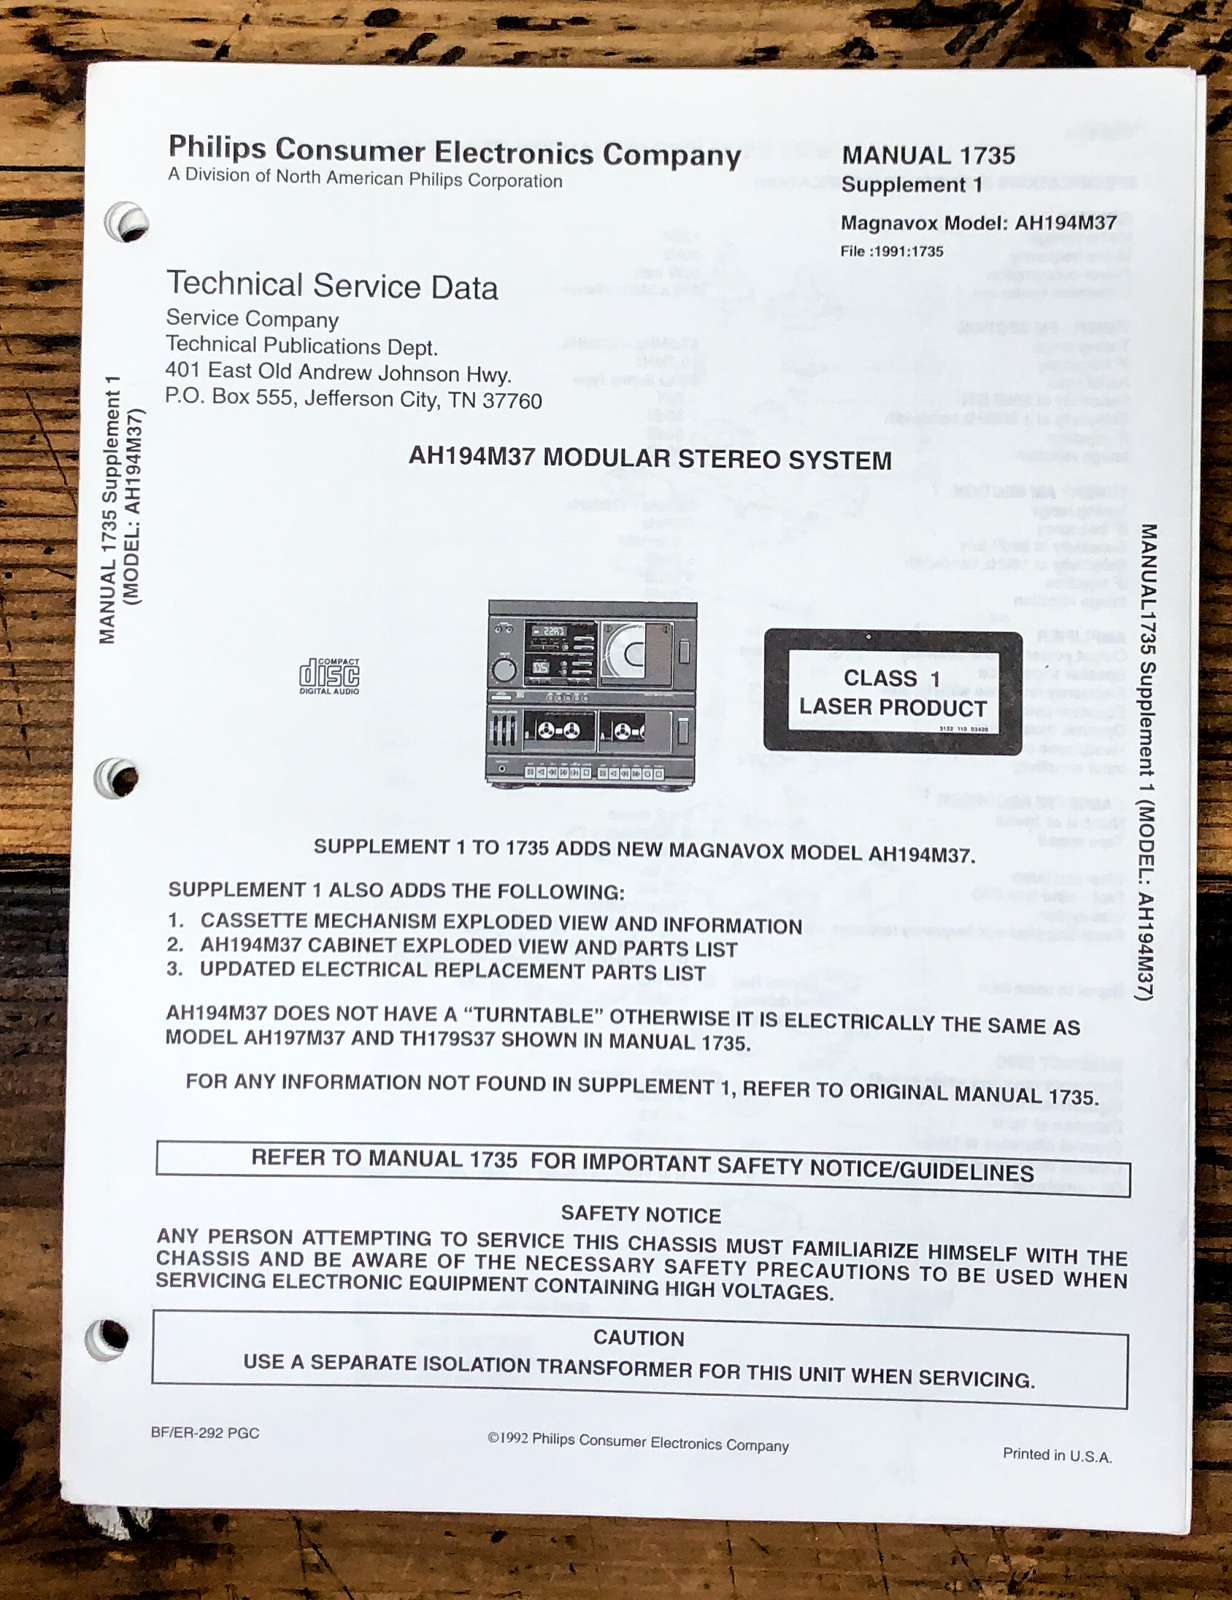 Philips Consumer Electronics Company
A Division of North American Philips Corporation
MANUAL 1735
Supplement 1
Magnavox Model: AH194M37
File :1991:1735
Technical Service Data
Service Company
Technical Publications Dept.
401 East Old Andrew Johnson Hwy.
P.O. Box 555, Jefferson City, TN 37760
MANUAL 1735 Supplement 1
(MODEL: AH194M37)
AH194M37 MODULAR STEREO SYSTEM
COMPACT
disc
DIGITAL AUDIO
CLASS 1
LASER PRODUCT
3122 110 03420
MANUAL1735 Supplement 1 (MODEL: AH194M37)
SUPPLEMENT 1 TO 1735 ADDS NEW MAGNAVOX MODEL AH194M37.
SUPPLEMENT 1 ALSO ADDS THE FOLLOWING:
1. CASSETTE MECHANISM EXPLODED VIEW AND INFORMATION
2. AH194M37 CABINET EXPLODED VIEW AND PARTS LIST
3. UPDATED ELECTRICAL REPLACEMENT PARTS LIST
AH194M37 DOES NOT HAVE A “TURNTABLE” OTHERWISE IT IS ELECTRICALLY THE SAME AS
MODEL AH197M37 AND TH179S37 SHOWN IN MANUAL 1735.
FOR ANY INFORMATION NOT FOUND IN SUPPLEMENT 1, REFER TO ORIGINAL MANUAL 1735.
REFER TO MANUAL 1735 FOR IMPORTANT SAFETY NOTICE/GUIDELINES
SAFETY NOTICE
ANY PERSON ATTEMPTING TO SERVICE THIS CHASSIS MUST FAMILIARIZE HIMSELF WITH THE
CHASSIS AND BE AWARE OF THE NECESSARY SAFETY PRECAUTIONS TO BE USED WHEN
SERVICING ELECTRONIC EQUIPMENT CONTAINING HIGH VOLTAGES.
CAUTION
USE A SEPARATE ISOLATION TRANSFORMER FOR THIS UNIT WHEN SERVICING.
BF/ER-292 PGC
©1992 Philips Consumer Electronics Company
Printed in U.S.A.